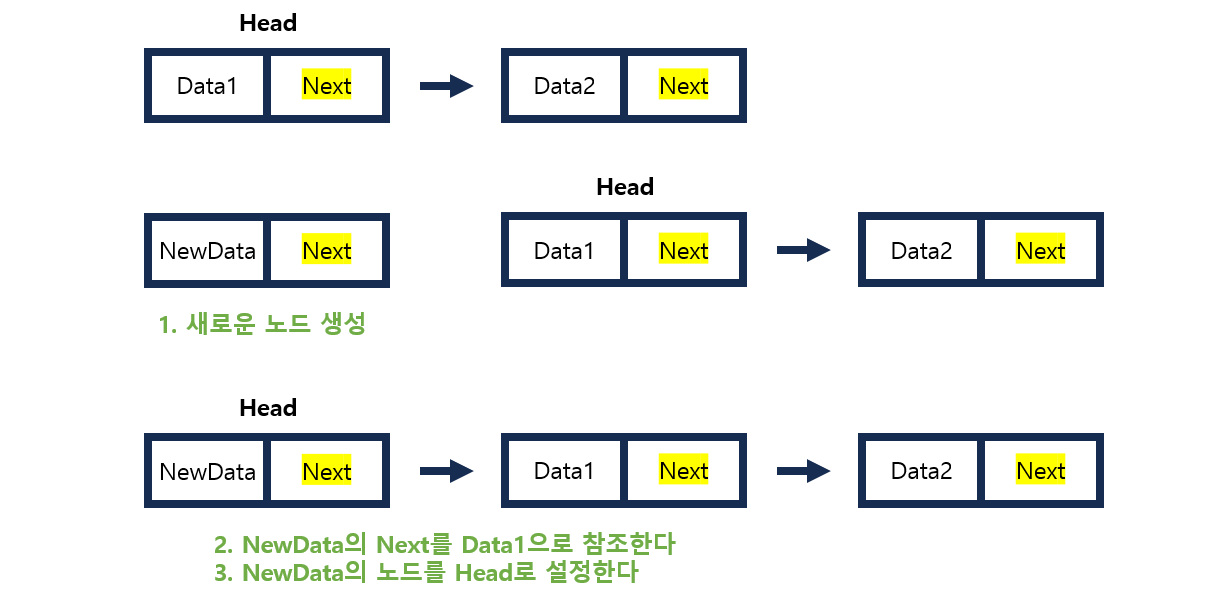 Head
Data1 Next Data2 Next
Head
NewData Next Data1 Next Data2 Next
1. 새로운 노드 생성
Head
NewData Next Data1 Next Data2 Next
2. NewData의 Next를 Data1으로 참조한다
3. NewData의 노드를 Head로 설정한다